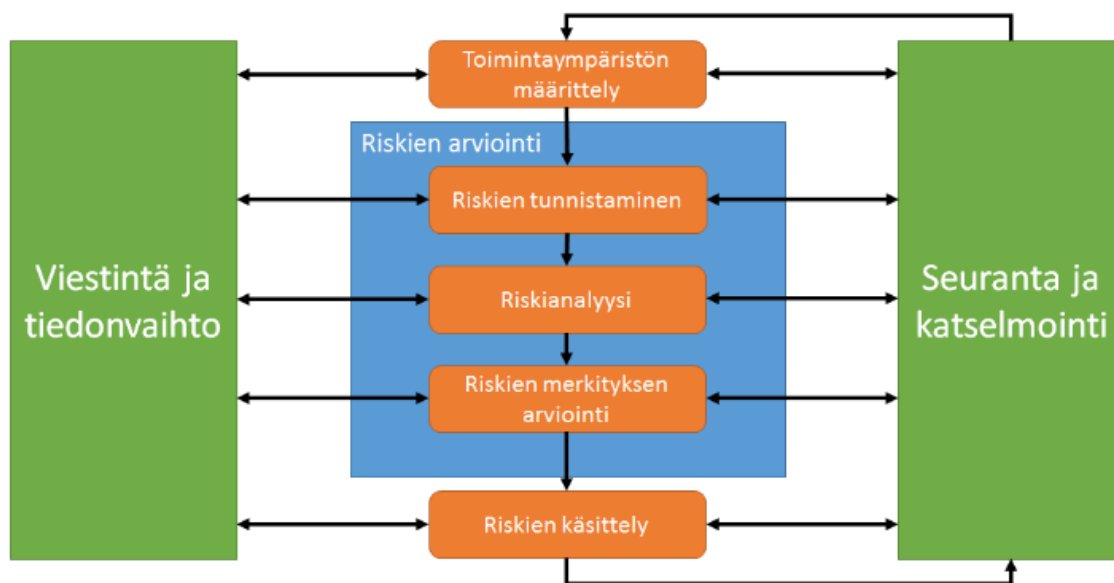 Toimintaympäristön
määrittely
Riskien arviointi
Riskien tunnistaminen
Viestintä ja
tiedonvaihto
Riskianalyysi
Seuranta ja
katselmointi
Riskien merkityksen
arviointi
Riskien käsittely